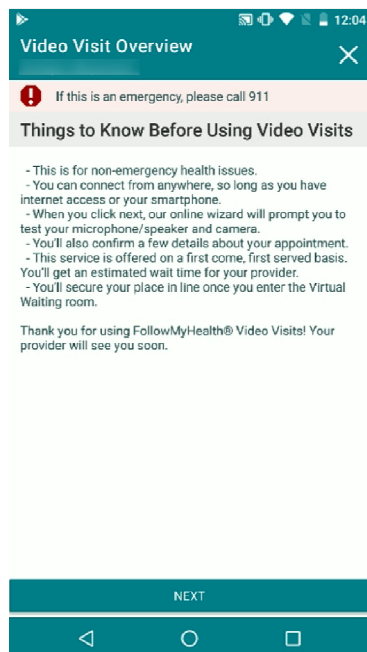 12:04
Video Visit Overview
If this is an emergency, please call 911
Things to Know Before Using Video Visits
- This is for non-emergency health issues.
- You can connect from anywhere, so long as you have
internet access or your smartphone.
- When you click next, our online wizard will prompt you to
test your microphone/speaker and camera.
- You'll also confirm a few details about your appointment.
- This service is offered on a first come, first served basis.
You'll get an estimated wait time for your provider.
- You'll secure your place in line once you enter the Virtual
Waiting room.
Thank you for using FollowMyHealth® Video Visits! Your
provider will see you soon.
NEXT